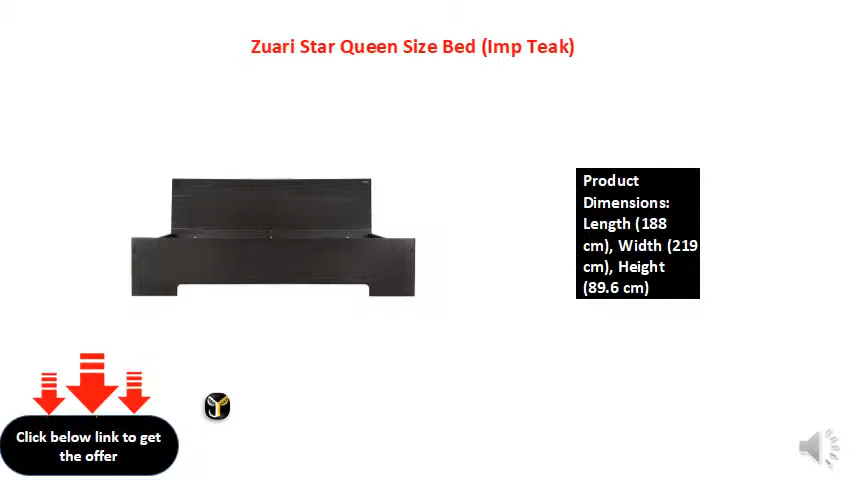 Zuari Star Queen Size Bed (Imp Teak)
Product
Dimensions:
Length (188
cm), Width (219
cm), Height
(89.6 cm)
Click below link to get
the offer